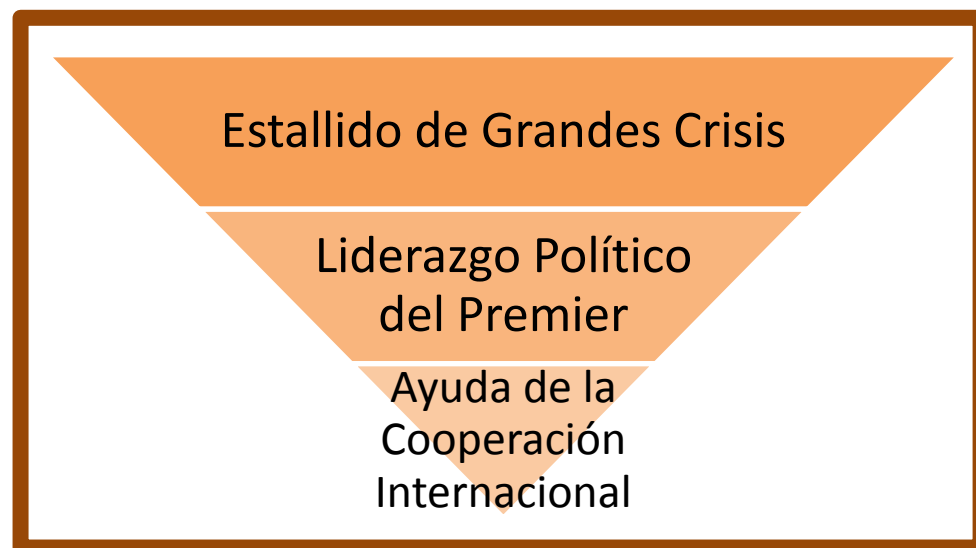 Estallido de Grandes Crisis
Liderazgo Político
del Premier
Ayuda de la
Cooperación
Internacional